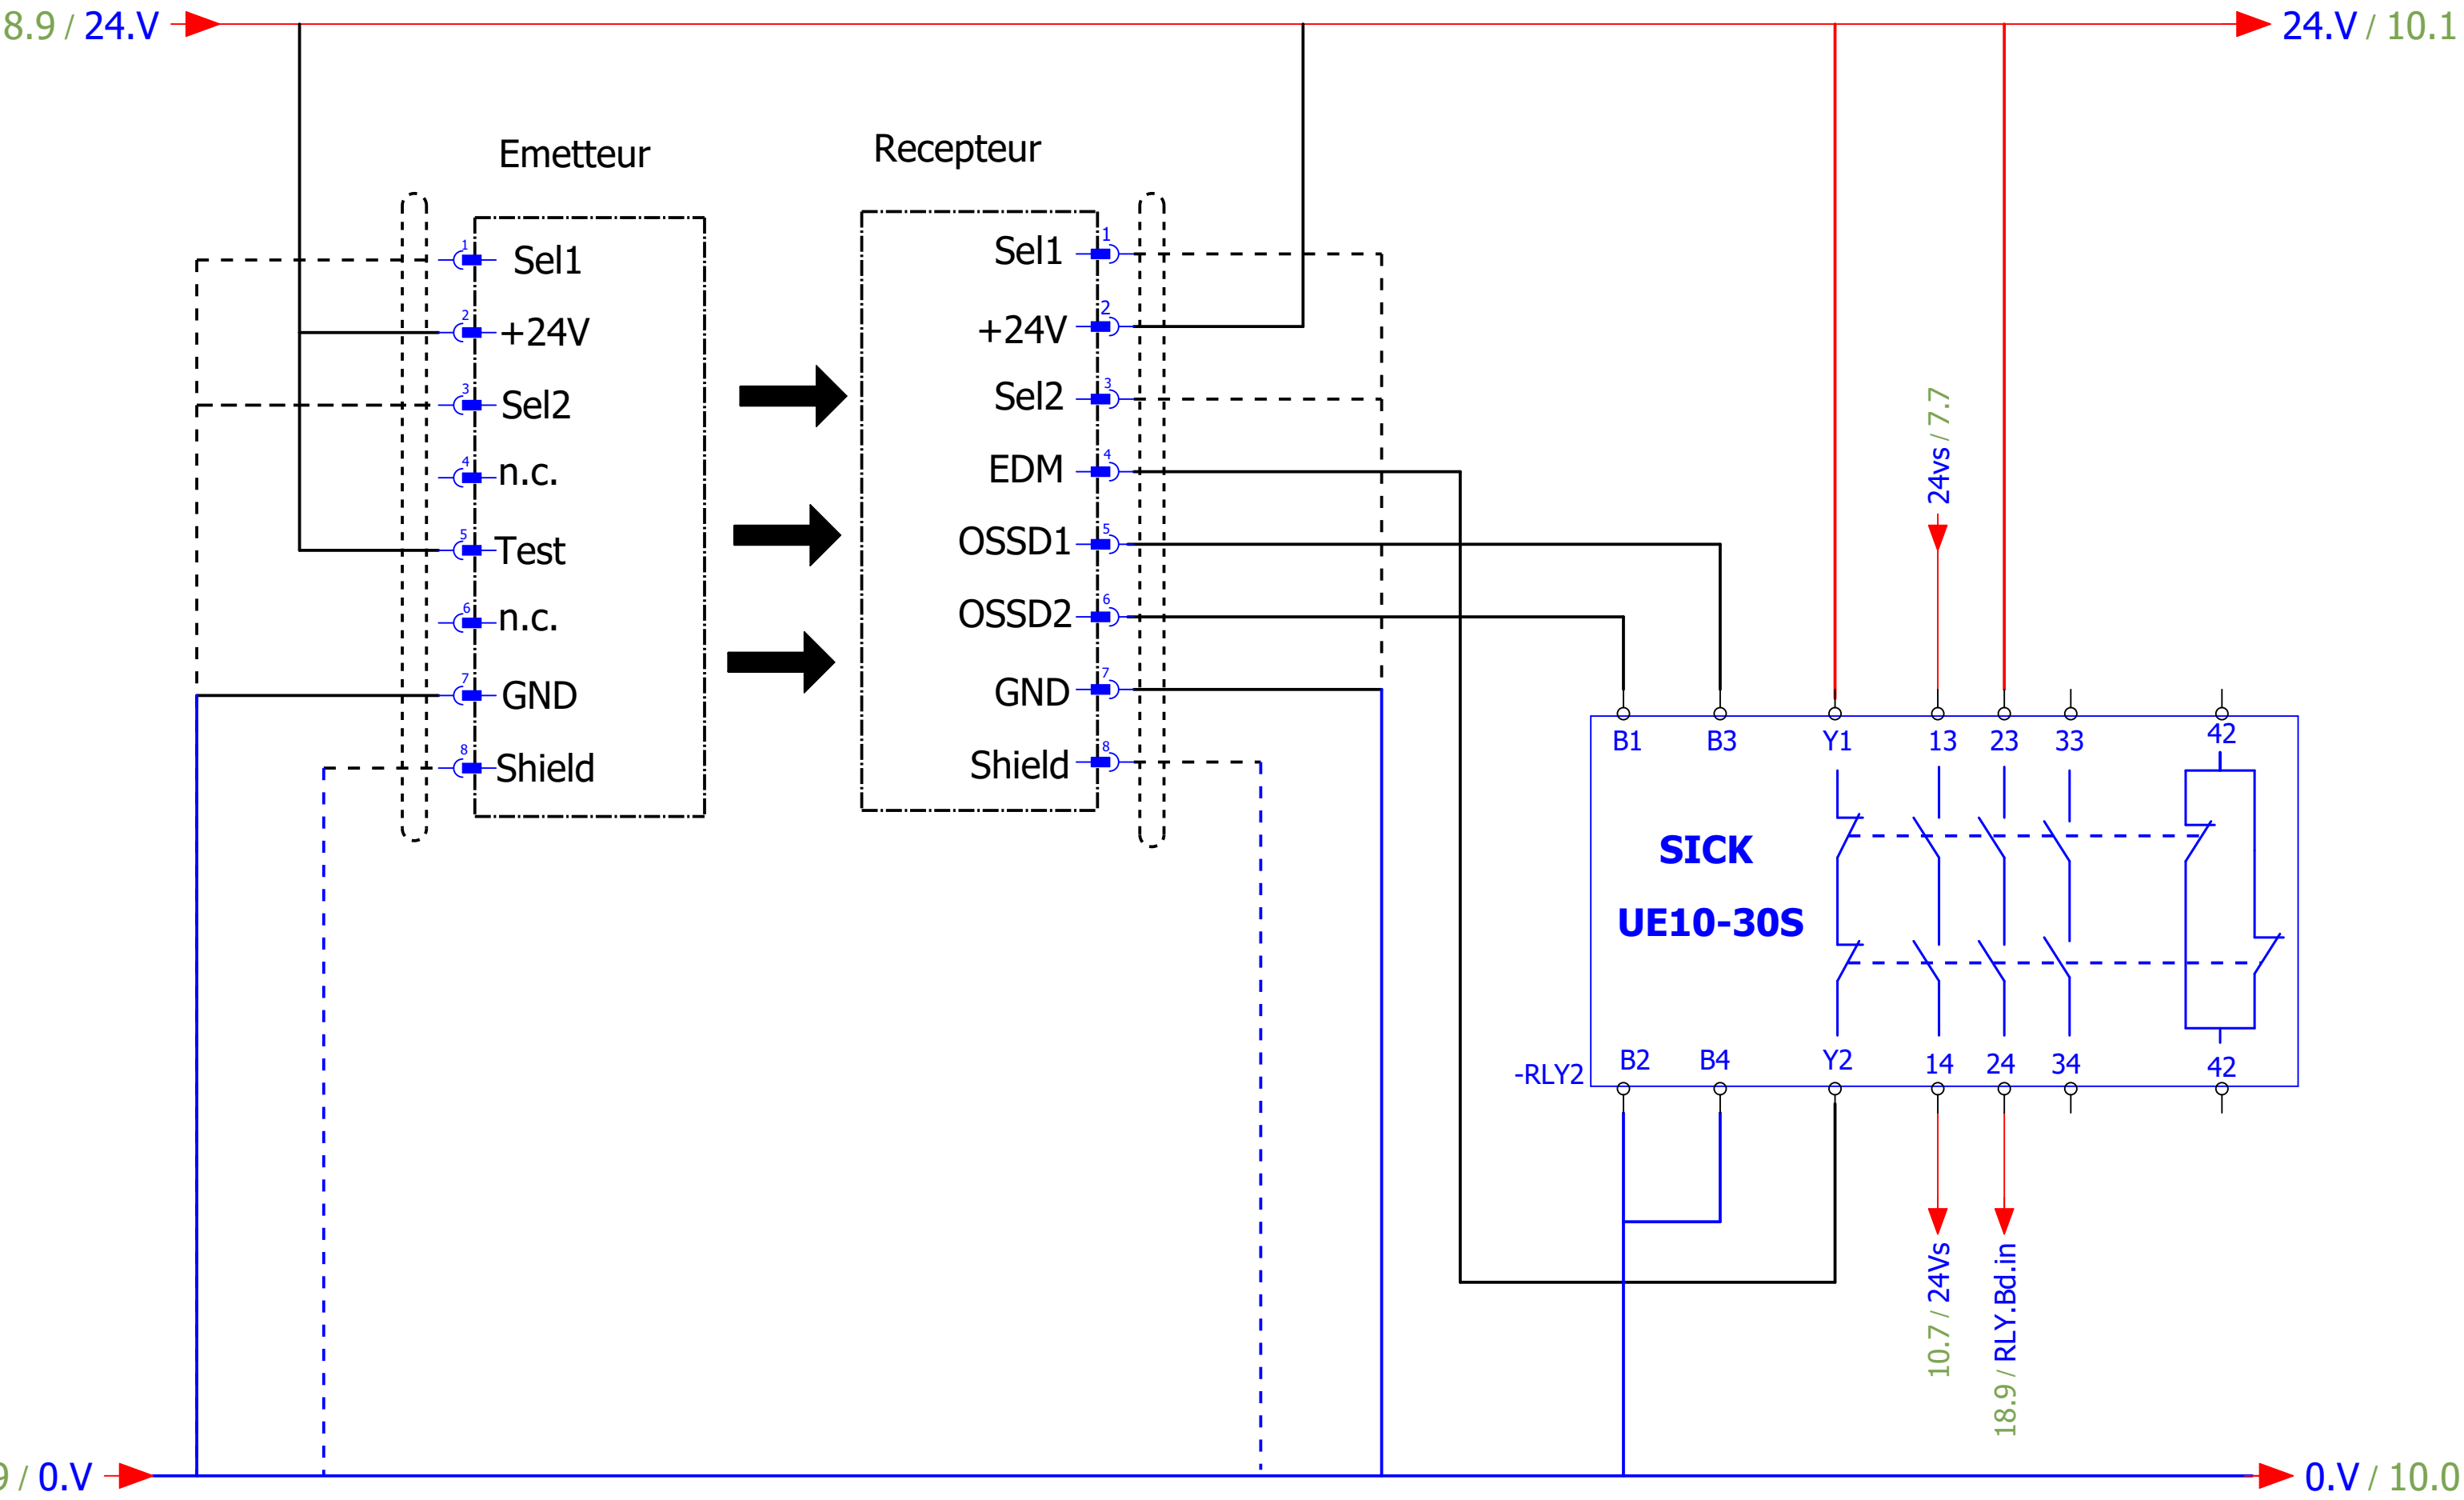 8.9 / 24.V
24.V / 10.1
Emetteur
Recepteur
1 Sel1
2 +24V
3 Sel2
4 n.c.
5 Test
6 n.c.
7 GND
8 Shield
Sel1 1
+24V 2
Sel2 3
EDM 4
OSSD1 5
OSSD2 6
GND 7
Shield 8
24vs / 7.7
B1 B3 Y1 13 23 33 42
SICK
UE10-30S
-RLY2
B2 B4 Y2 14 24 34 42
10.7 / 24Vs
18.9 / RLY.Bd.in
9 / 0.V
0.V / 10.0